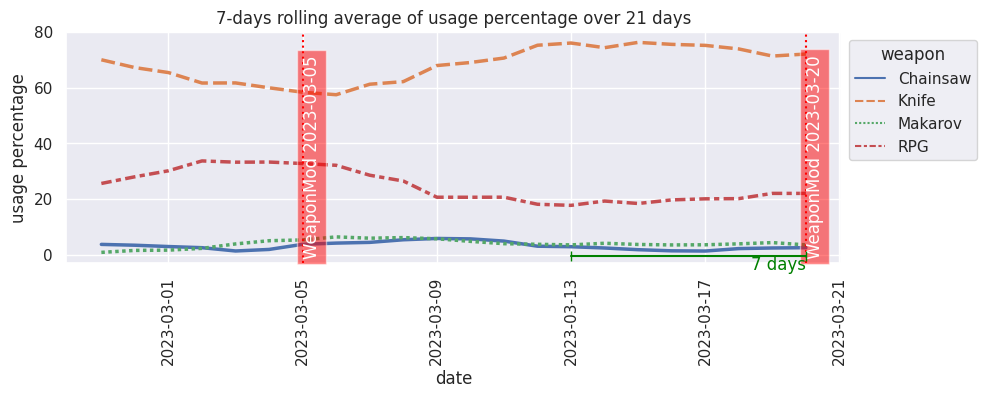 7-days rolling average of usage percentage over 21 days
usage percentage
80
60
40
20
0
WeaponMod 2023-03-05
WeaponMod 2023-03-20
7 days
2023-03-01
2023-03-05
2023-03-09
2023-03-13
2023-03-17
2023-03-21
date
weapon
Chainsaw
Knife
Makarov
RPG